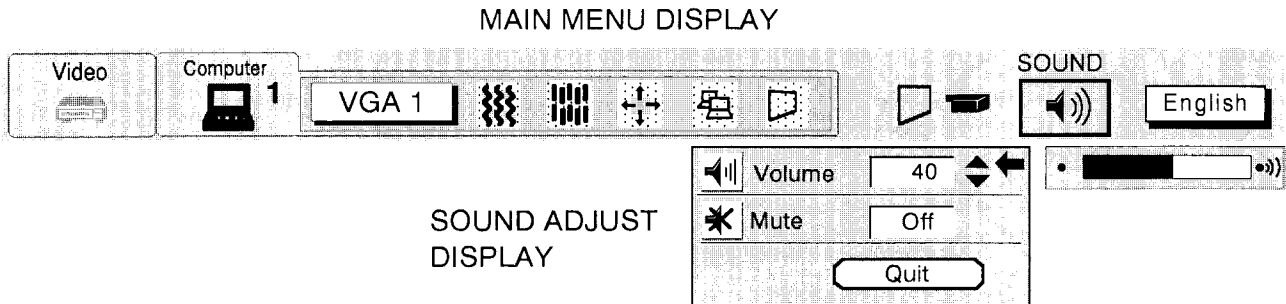 MAIN MENU DISPLAY
Video
Computer
1
VGA 1
SOUND
English
Volume 40
Mute Off
Quit
SOUND ADJUST
DISPLAY